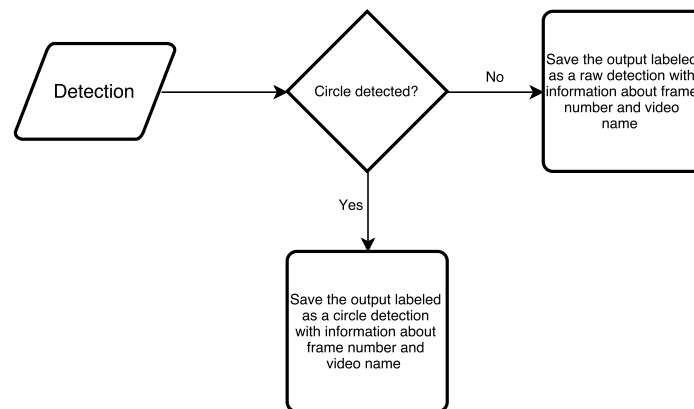 Detection
Circle detected?
No
Save the output labeled
as a raw detection with
information about frame
number and video
name
Yes
Save the output labeled
as a circle detection
with information about
frame number and
video name